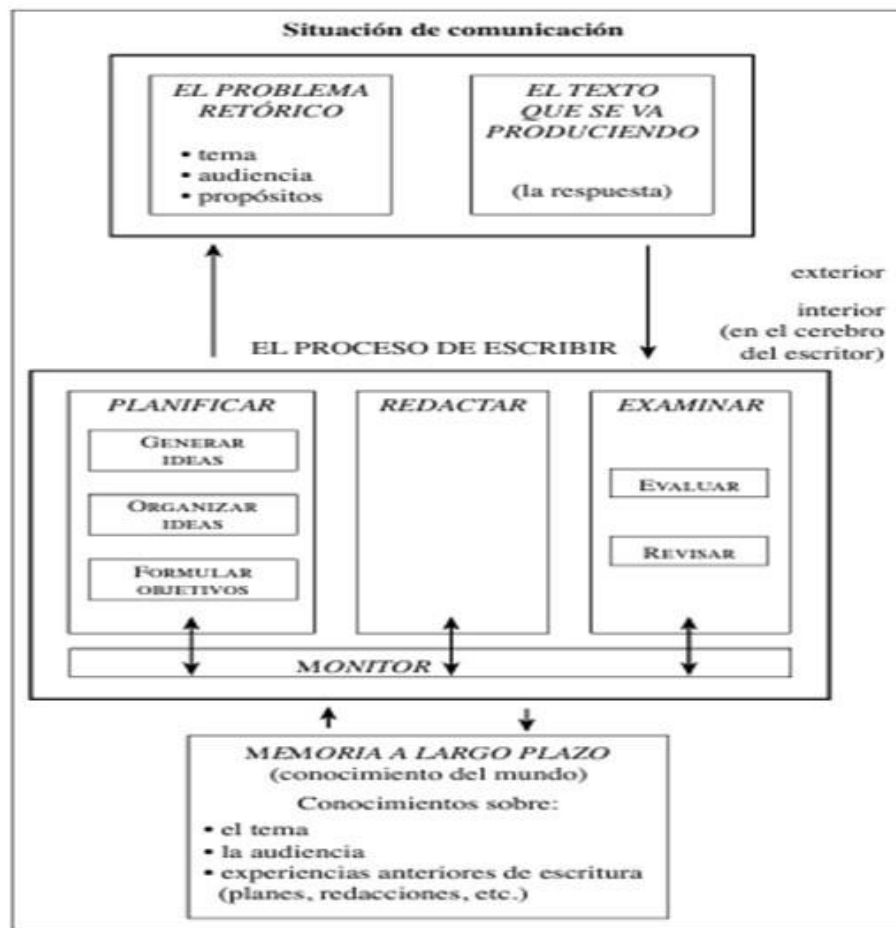 Situación de comunicación
EL PROBLEMA
RETÓRICO
• tema
• audiencia
• propósitos
EL TEXTO
QUE SE VA
PRODUCIENDO
(la respuesta)
exterior
interior
(en el cerebro
del escritor)
EL PROCESO DE ESCRIBIR
PLANIFICAR
GENERAR
IDEAS
ORGANIZAR
IDEAS
FORMULAR
OBJETIVOS
REDACTAR
EXAMINAR
EVALUAR
REVISAR
MONITOR
MEMORIA A LARGO PLAZO
(conocimiento del mundo)
Conocimientos sobre:
• el tema
• la audiencia
• experiencias anteriores de escritura
(planes, redacciones, etc.)